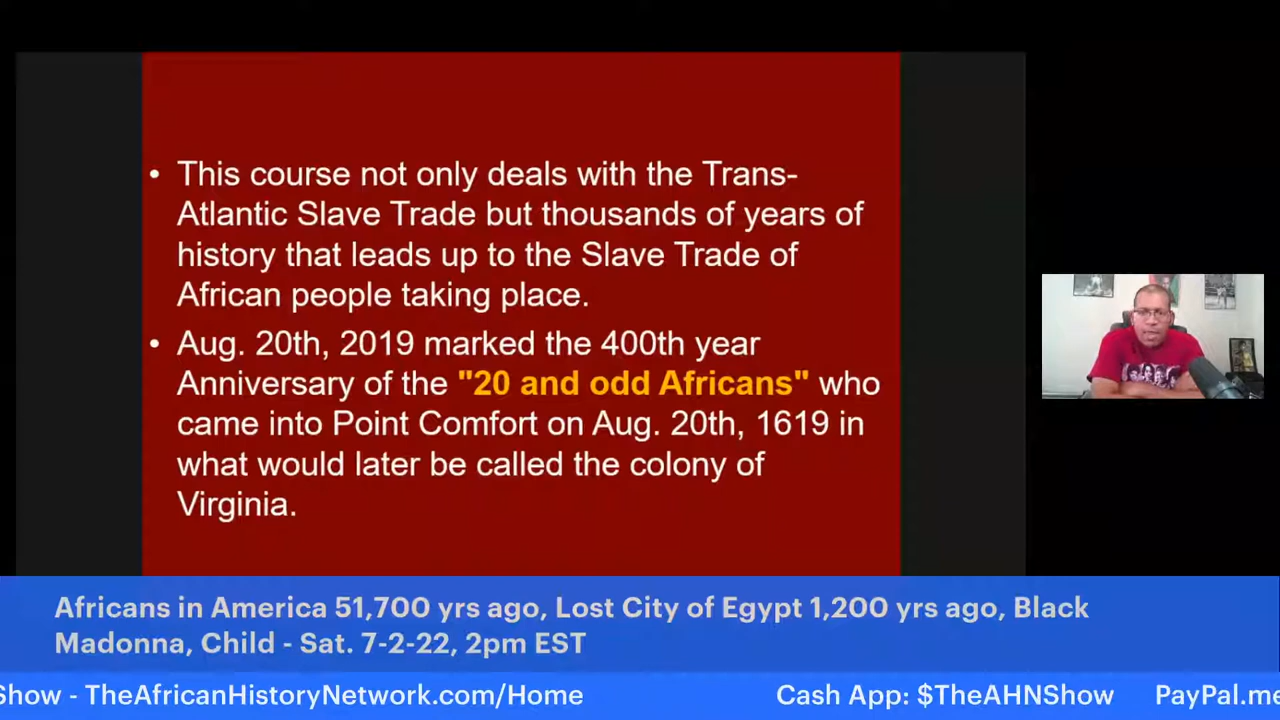 • This course not only deals with the Trans-
Atlantic Slave Trade but thousands of years of
history that leads up to the Slave Trade of
African people taking place.
• Aug. 20th, 2019 marked the 400th year
Anniversary of the "20 and odd Africans" who
came into Point Comfort on Aug. 20th, 1619 in
what would later be called the colony of
Virginia.
Africans in America 51,700 yrs ago, Lost City of Egypt 1,200 yrs ago, Black
Madonna, Child - Sat. 7-2-22, 2pm EST
Show - TheAfricanHistoryNetwork.com/Home Cash App: $TheAHNShow PayPal.me